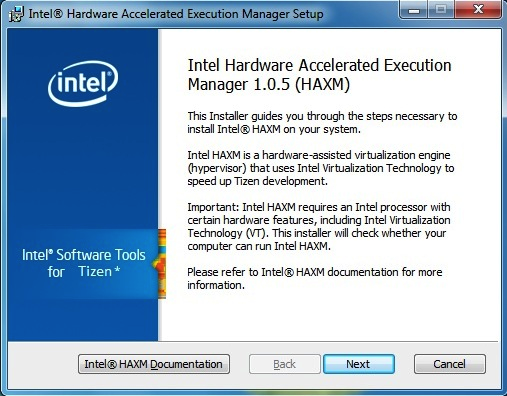 Intel® Hardware Accelerated Execution Manager Setup
intel
Intel Hardware Accelerated Execution
Manager 1.0.5 (HAXM)
This Installer guides you through the steps necessary to
install Intel® HAXM on your system.
Intel HAXM is a hardware-assisted virtualization engine
(hypervisor) that uses Intel Virtualization Technology to
speed up Tizen development.
Important: Intel HAXM requires an Intel processor with
certain hardware features, including Intel Virtualization
Technology (VT). This installer will check whether your
computer can run Intel HAXM.
Please refer to Intel® HAXM documentation for more
information.
Intel® Software Tools
for Tizen *
Intel® HAXM Documentation
Back
Next
Cancel